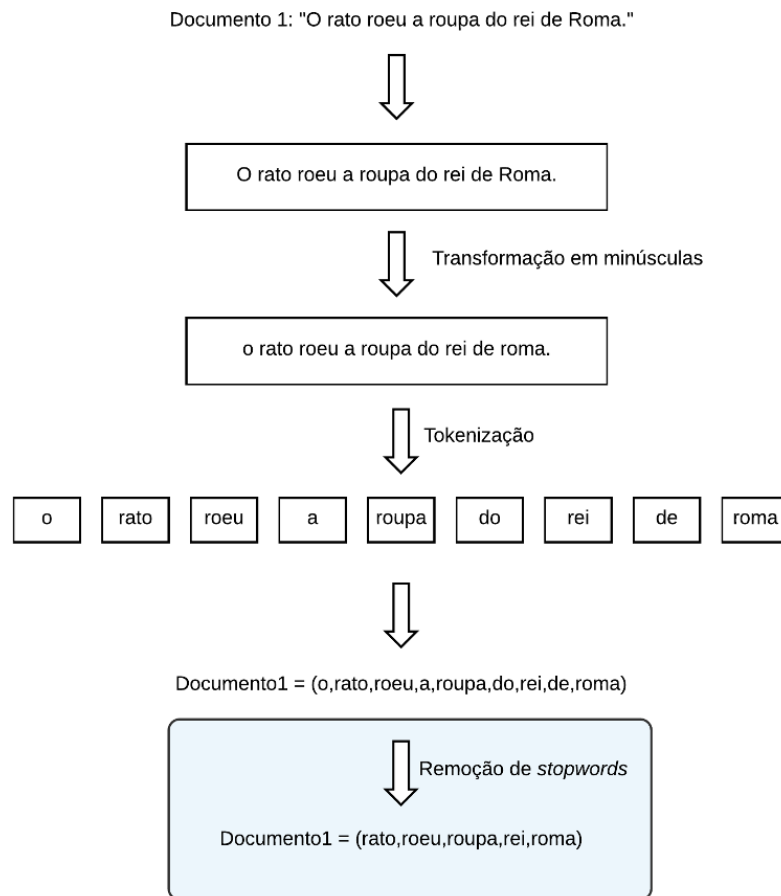 Documento 1: "O rato roeu a roupa do rei de Roma."
O rato roeu a roupa do rei de Roma.
Transformação em minúsculas
o rato roeu a roupa do rei de roma.
Tokenização
o rato roeu a roupa do rei de roma
Documento1 = (o,rato,roeu,a,roupa,do,rei,de,roma)
Remoção de stopwords
Documento1 = (rato,roeu,roupa,rei,roma)